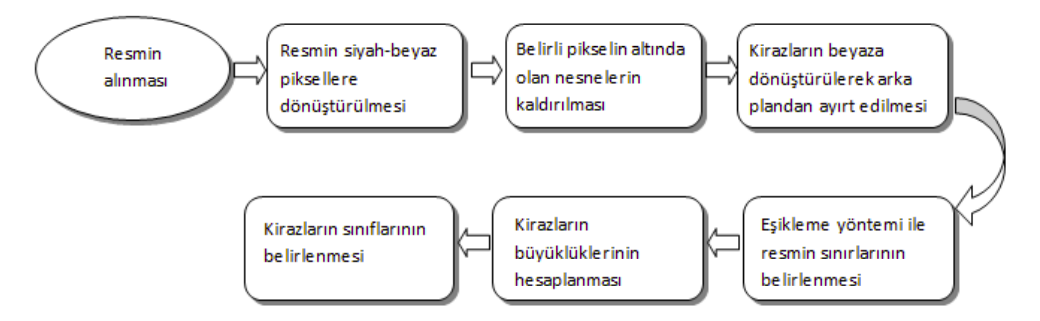 Resmin
alınması
Resmin siyah-beyaz
piksellere
dönüştürülmesi
Belirli pikselin altında
olan nesnelerin
kaldırılması
Kirazların beyaza
dönüştürülerek arka
plandan ayırt edilmesi
Eşikleme yöntemi ile
resmin sınırlarının
belirlenmesi
Kirazların
büyüklüklerinin
hesaplanması
Kirazların sınıflarının
belirlenmesi